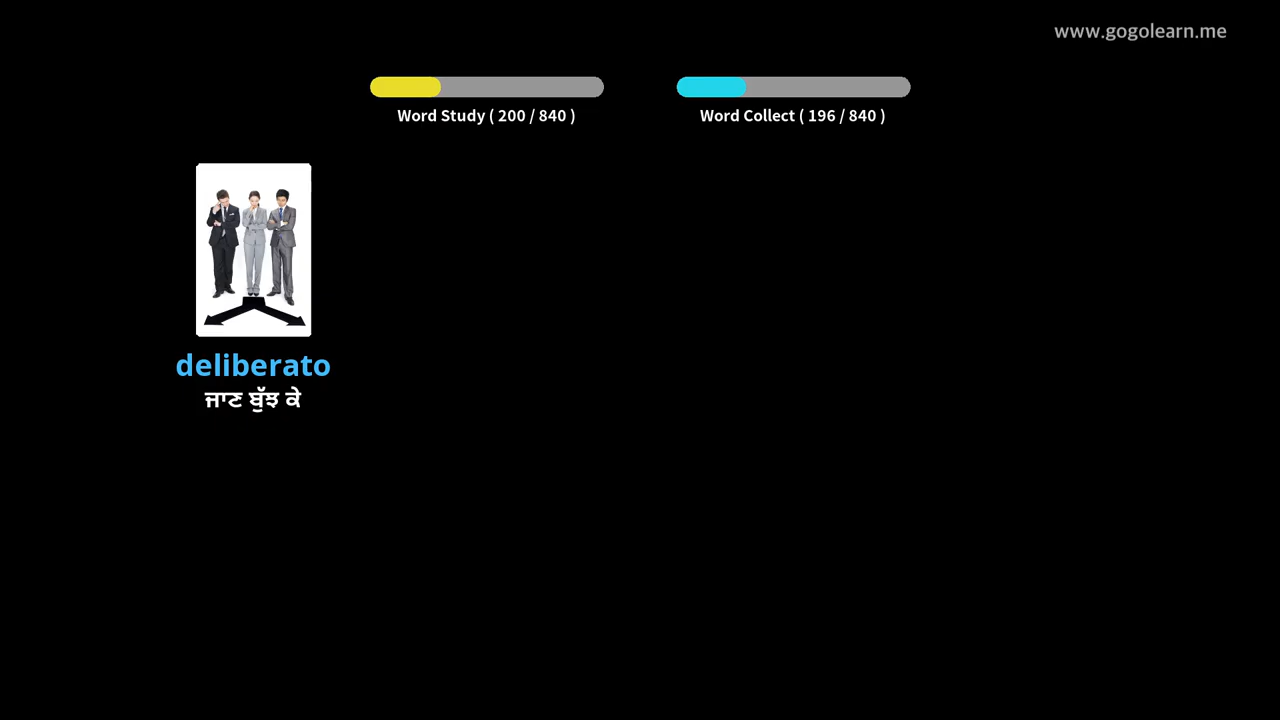 www.gogolearn.me
Word Study ( 200 / 840 )
Word Collect ( 196 / 840 )
deliberato
ਜਾਣ ਬੁੱਝ ਕੇ